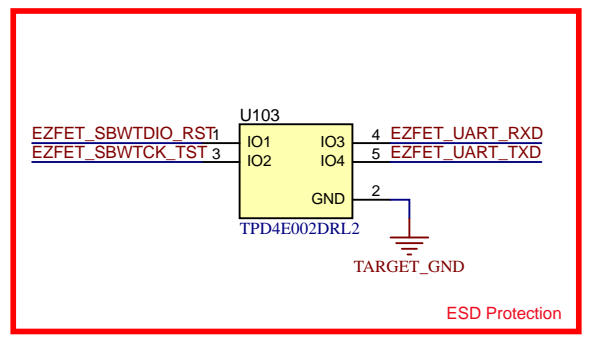 U103
EZFET_SBWTDIO_RST 1 IO1 IO3 4 EZFET_UART_RXD
EZFET_SBWTCK_TST 3 IO2 IO4 5 EZFET_UART_TXD
GND 2
TPD4E002DRL2
TARGET_GND
ESD Protection